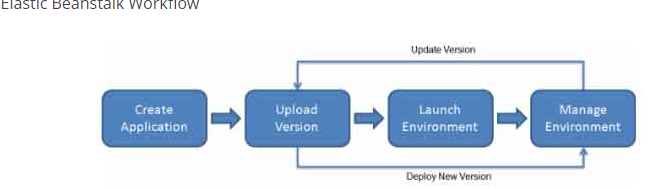 Elastic Beanstalk Workflow
Update Version
Create
Application
Upload
Version
Launch
Environment
Manage
Environment
Deploy New Version